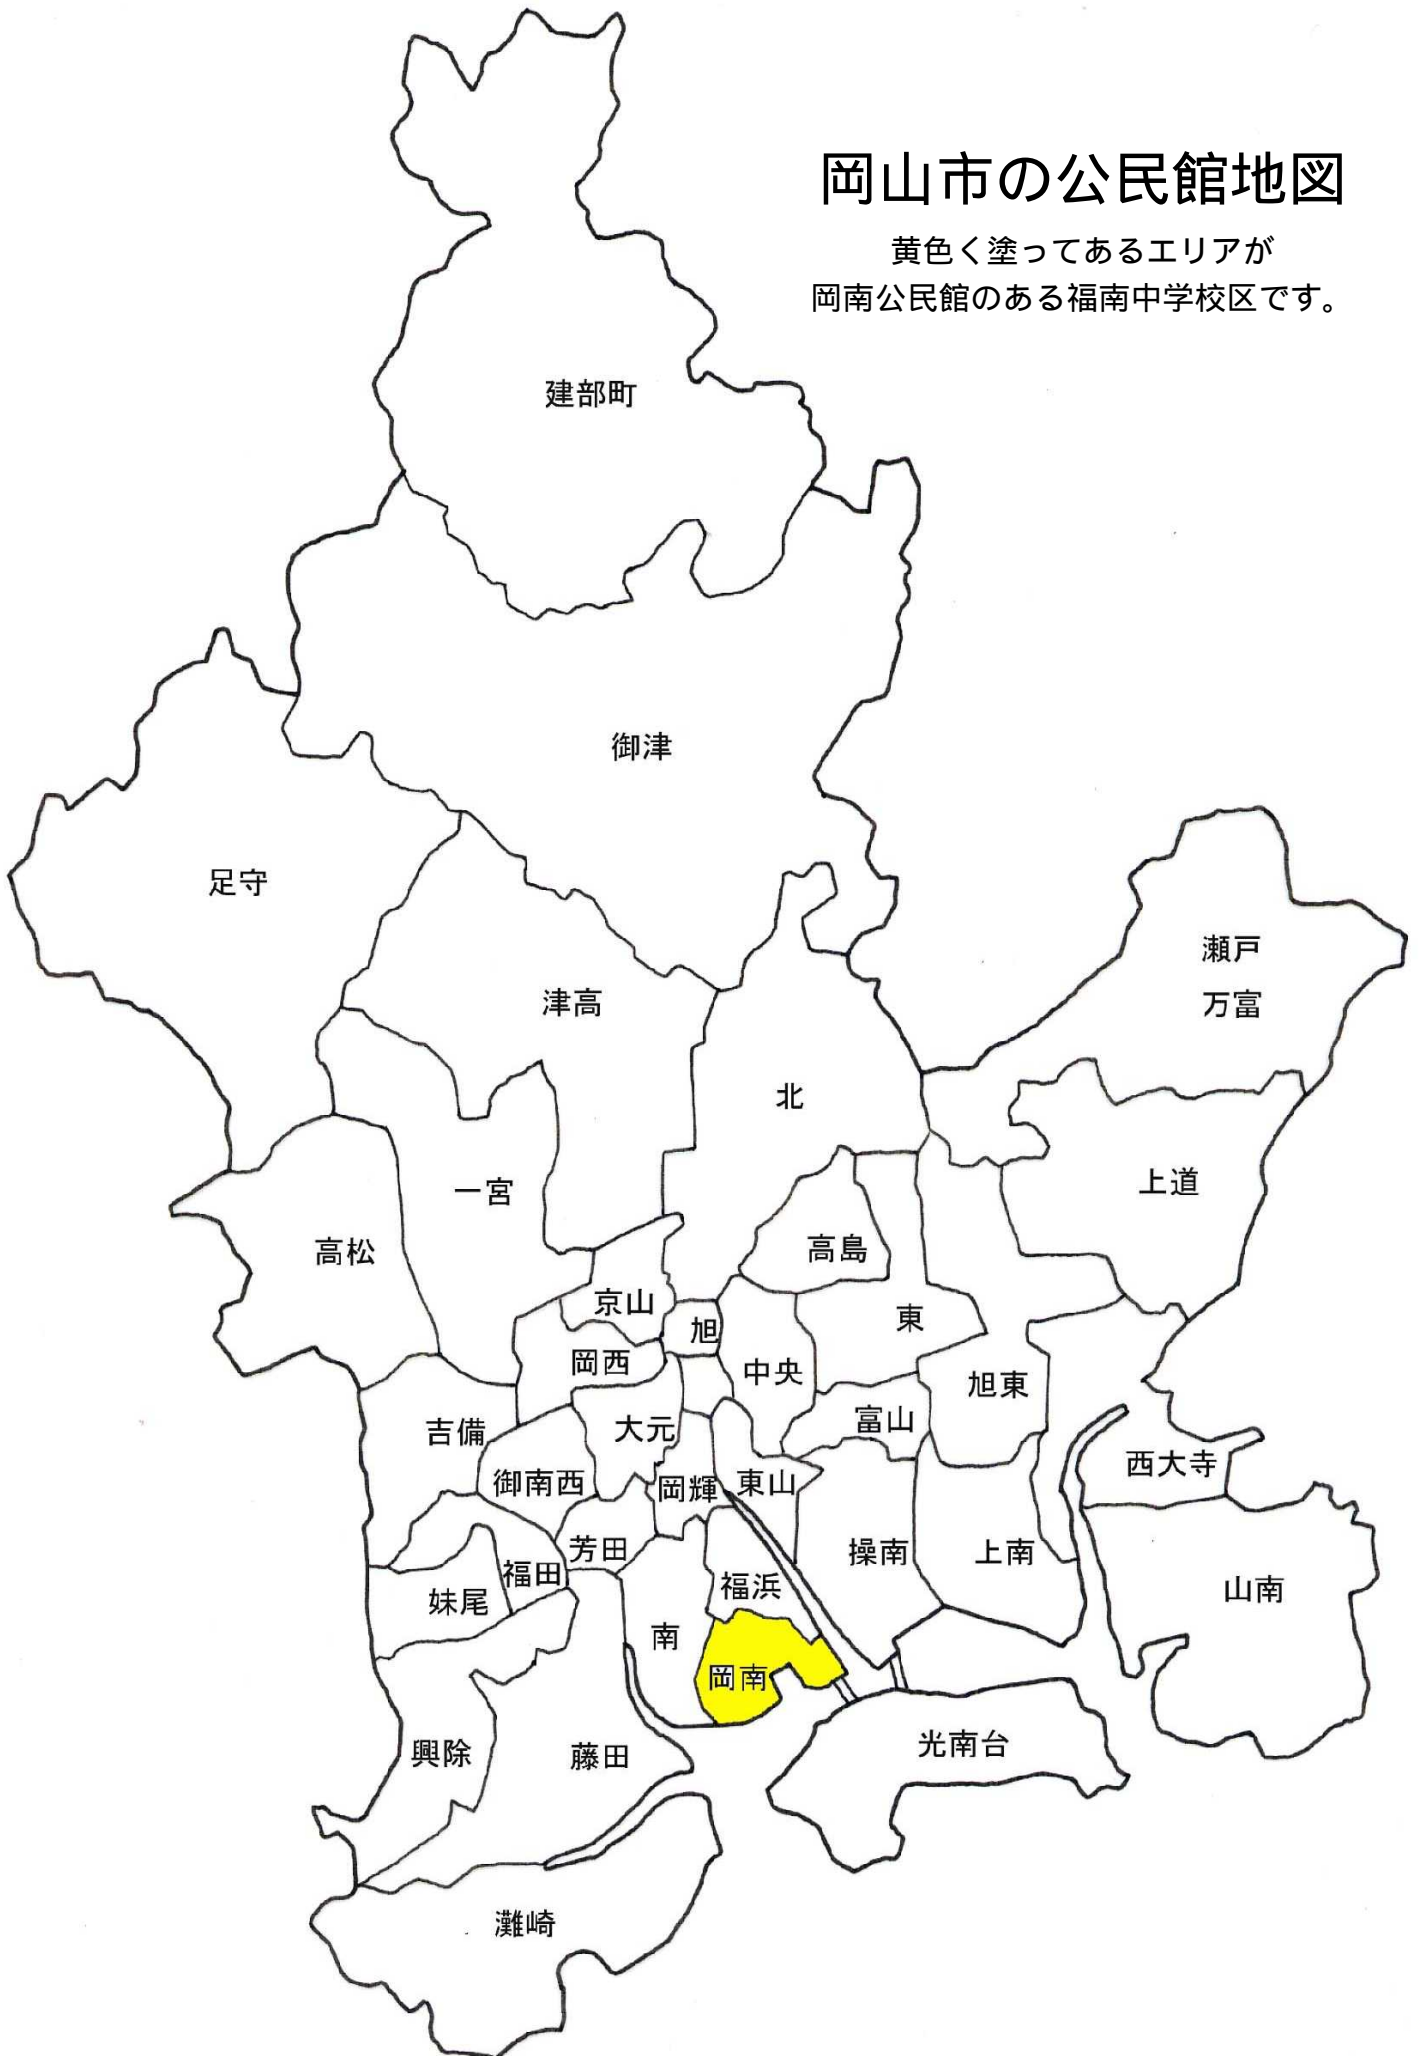 岡山市の公民館地図
黄色く塗ってあるエリアが
岡南公民館のある福南中学校区です。
建部町
御津
足守
瀬戸
万富
津高
北
上道
一宮
高島
高松
京山
旭
東
岡西
中央
旭東
大元
富山
吉備
西大寺
御南西
岡輝
東山
芳田
操南
上南
福田
妹尾
福浜
山南
南
岡南
興除
藤田
光南台
灘崎